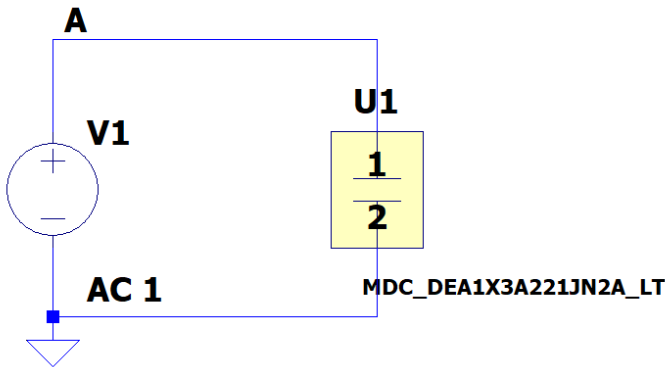 A
U1
V1
+
1
2
AC 1
MDC_DEA1X3A221JN2A_LT